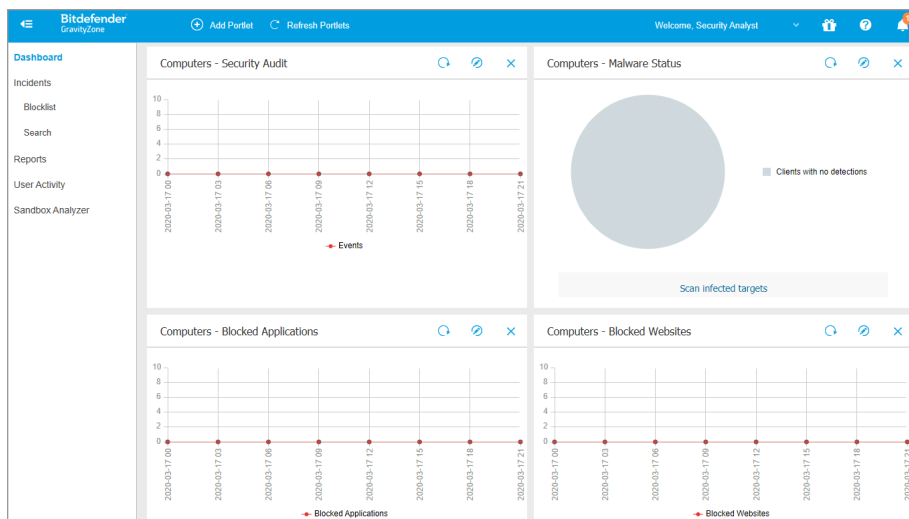 Bitdefender
GravityZone
Add Portlet
Refresh Portlets
Welcome, Security Analyst
Dashboard
Incidents
Blocklist
Search
Reports
User Activity
Sandbox Analyzer
Computers - Security Audit
10
8
6
4
2
0
2020-03-17 00
2020-03-17 03
2020-03-17 06
2020-03-17 09
2020-03-17 12
2020-03-17 15
2020-03-17 18
2020-03-17 21
Events
Computers - Malware Status
Clients with no detections
Scan infected targets
Computers - Blocked Applications
10
8
6
4
2
0
2020-03-17 00
2020-03-17 03
2020-03-17 06
2020-03-17 09
2020-03-17 12
2020-03-17 15
2020-03-17 18
2020-03-17 21
Blocked Applications
Computers - Blocked Websites
10
8
6
4
2
0
2020-03-17 00
2020-03-17 03
2020-03-17 06
2020-03-17 09
2020-03-17 12
2020-03-17 15
2020-03-17 18
2020-03-17 21
Blocked Websites